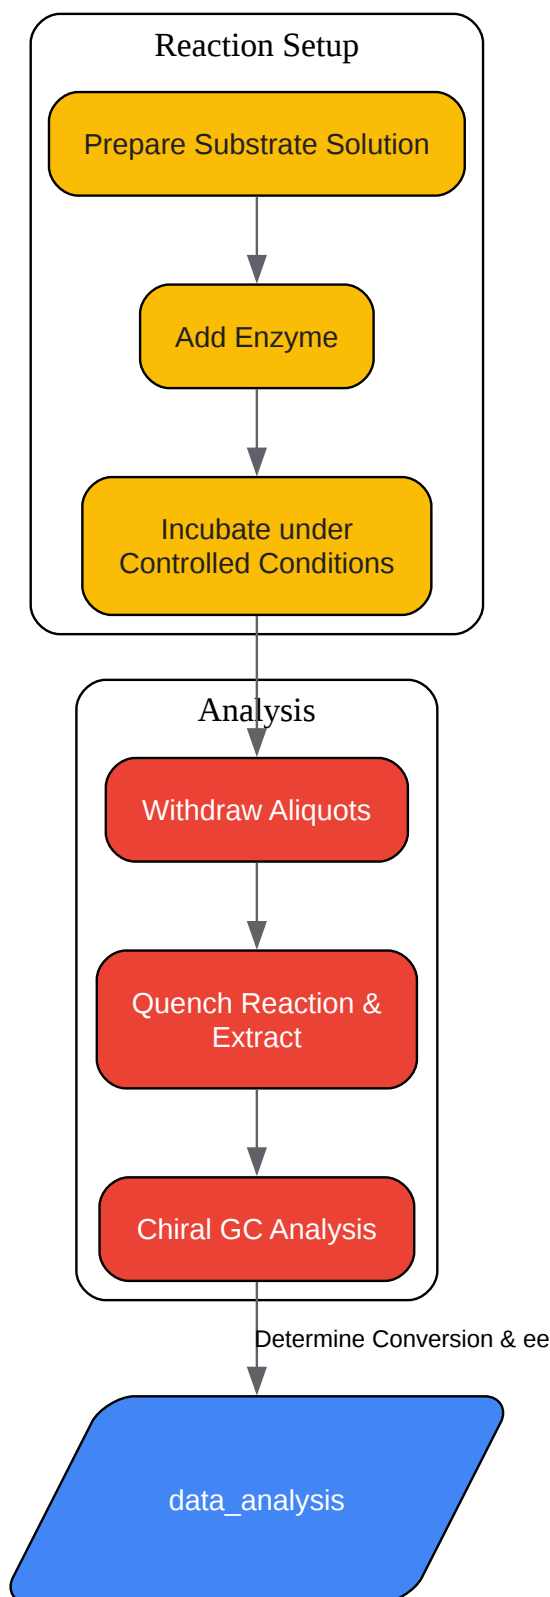 Reaction Setup
Prepare Substrate Solution
Add Enzyme
Incubate under
Controlled Conditions
Analysis
Withdraw Aliquots
Quench Reaction &
Extract
Chiral GC Analysis
Determine Conversion & ee
data_analysis